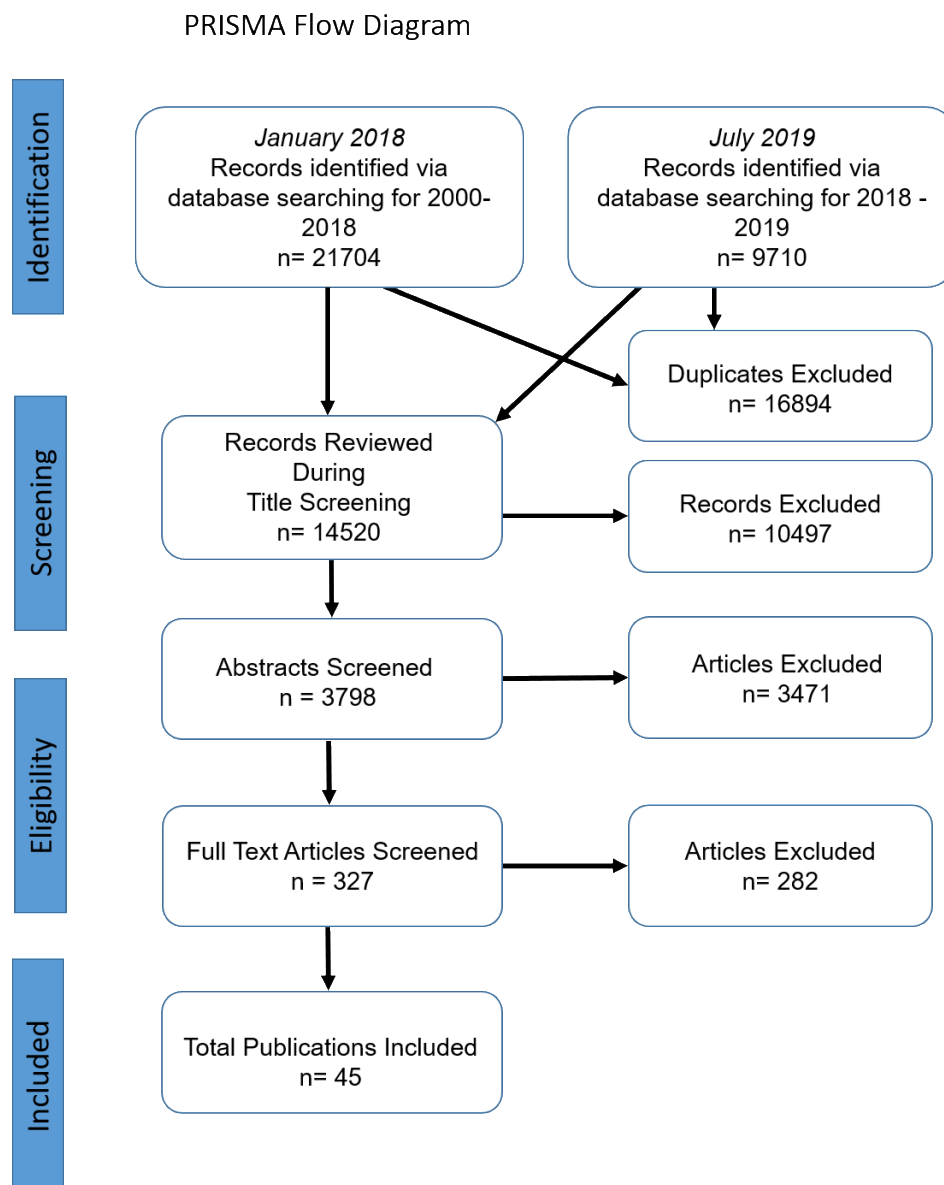 PRISMA Flow Diagram
Identification
January 2018
Records identified via
database searching for 2000-
2018
n= 21704
July 2019
Records identified via
database searching for 2018 -
2019
n= 9710
Duplicates Excluded
n= 16894
Screening
Records Reviewed
During
Title Screening
n= 14520
Records Excluded
n= 10497
Abstracts Screened
n = 3798
Articles Excluded
n= 3471
Eligibility
Full Text Articles Screened
n = 327
Articles Excluded
n= 282
Included
Total Publications Included
n= 45